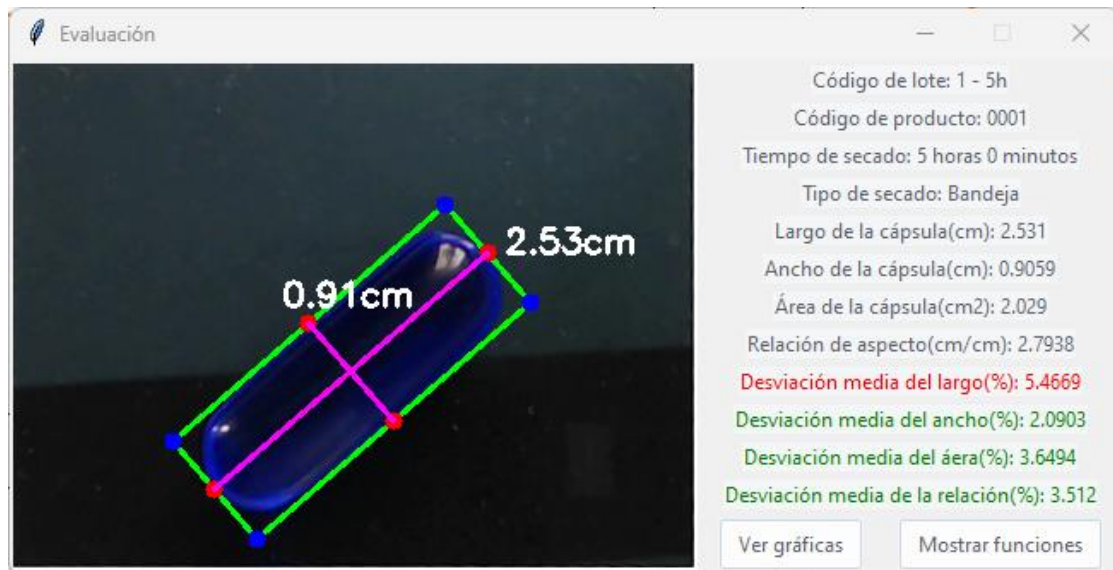 Evaluación
2.53cm
0.91cm
Código de lote: 1 - 5h
Código de producto: 0001
Tiempo de secado: 5 horas 0 minutos
Tipo de secado: Bandeja
Largo de la cápsula(cm): 2.531
Ancho de la cápsula(cm): 0.9059
Área de la cápsula(cm2): 2.029
Relación de aspecto(cm/cm): 2.7938
Desviación media del largo(%): 5.4669
Desviación media del ancho(%): 2.0903
Desviación media del áera(%): 3.6494
Desviación media de la relación(%): 3.512
Ver gráficas
Mostrar funciones